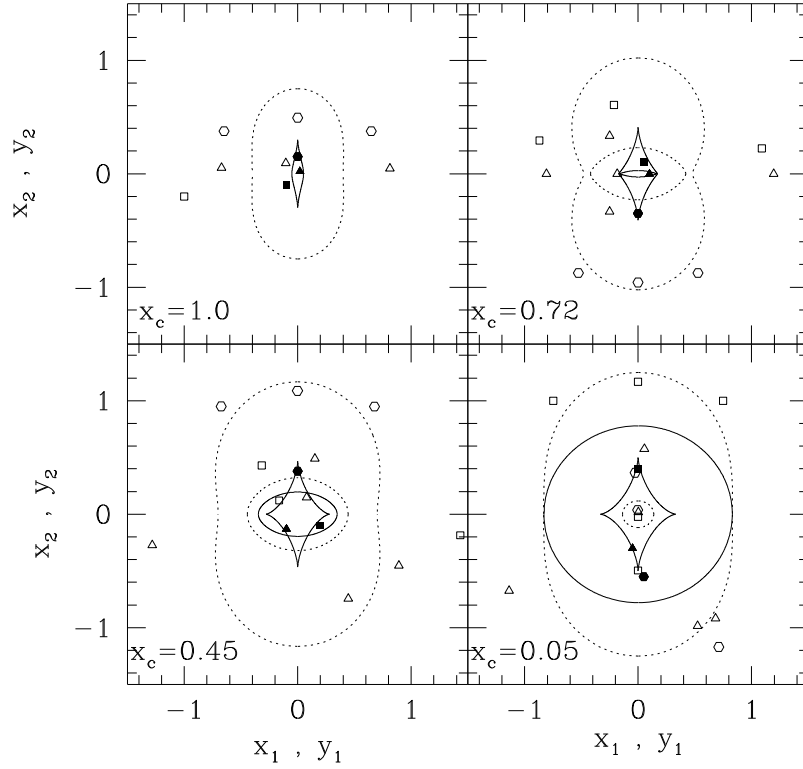 1
0
−1
x₂ , y₂
x_c=1.0
x_c=0.72
1
0
−1
x₂ , y₂
x_c=0.45
x_c=0.05
−1 0 1
−1 0 1
x₁ , y₁
x₁ , y₁